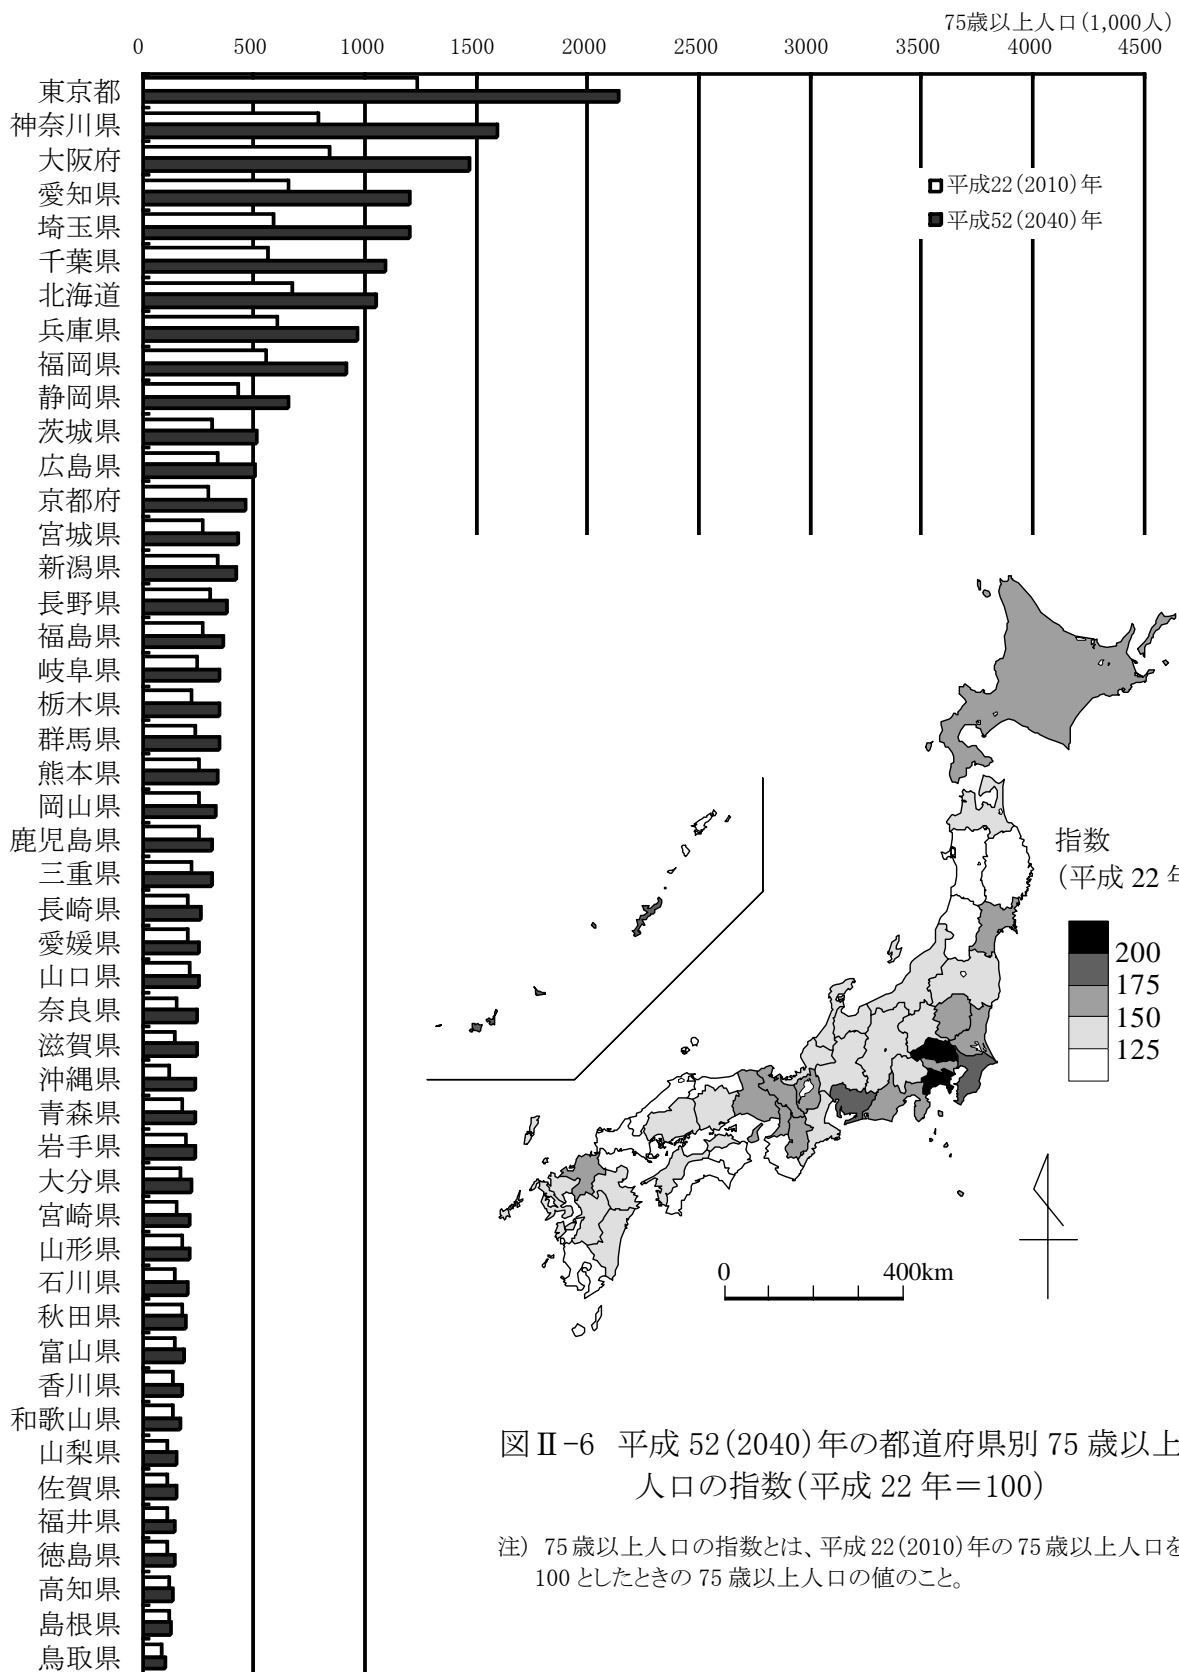 75歳以上人口(1,000人)
0 500 1000 1500 2000 2500 3000 3500 4000 4500
東京都
神奈川県
大阪府
愛知県
埼玉県
千葉県
北海道
兵庫県
福岡県
静岡県
茨城県
広島県
京都府
宮城県
新潟県
長野県
福島県
岐阜県
栃木県
群馬県
熊本県
岡山県
鹿児島県
三重県
長崎県
愛媛県
山口県
奈良県
滋賀県
沖縄県
青森県
岩手県
大分県
宮崎県
山形県
石川県
秋田県
富山県
香川県
和歌山県
山梨県
佐賀県
福井県
徳島県
高知県
島根県
鳥取県
平成22(2010)年
平成52(2040)年
指数
(平成 22 年
200
175
150
125
0 400km
図Ⅱ-6 平成 52(2040)年の都道府県別 75 歳以上
人口の指数(平成 22 年=100)
注) 75 歳以上人口の指数とは、平成 22(2010)年の 75 歳以上人口を
100 としたときの 75 歳以上人口の値のこと。